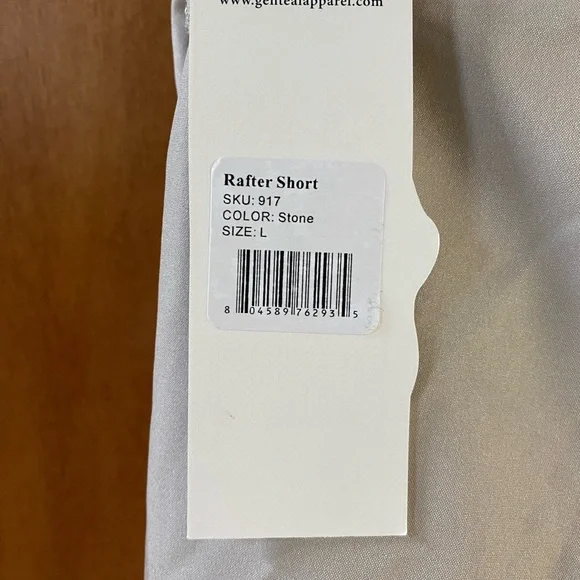 www.gentealapparel.com
Rafter Short
SKU: 917
COLOR: Stone
SIZE: L
8 04589 76293 5